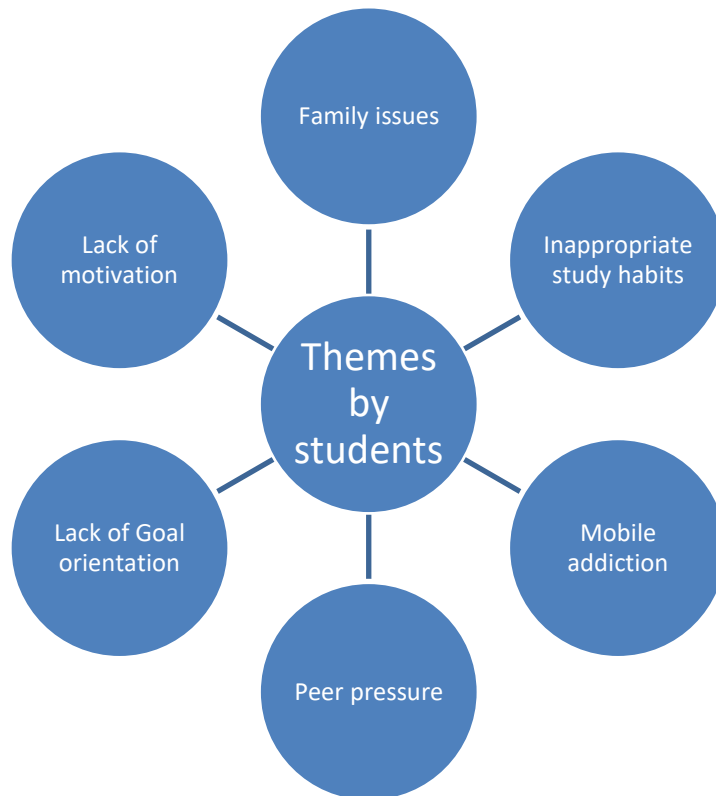 Family issues
Lack of
motivation
Inappropriate
study habits
Themes
by
students
Lack of Goal
orientation
Mobile
addiction
Peer pressure